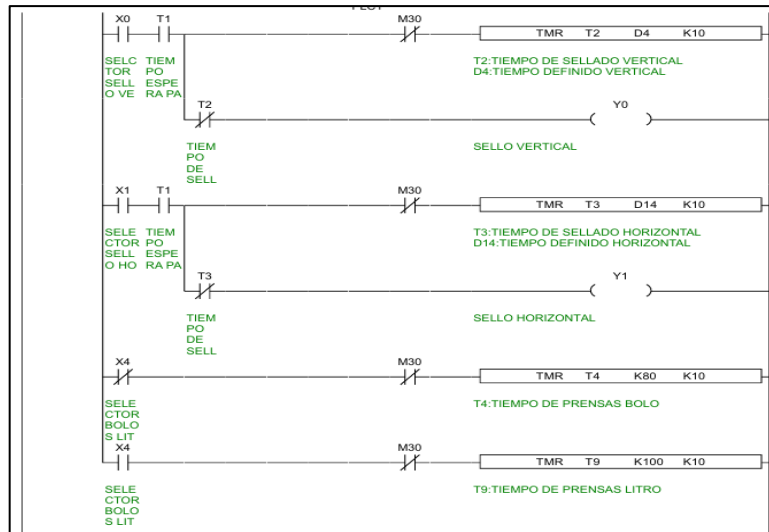 X0 T1 M30
TMR T2 D4 K10
SELC TIEM
TOR PO
SELL ESPE
O VE RA PA
T2:TIEMPO DE SELLADO VERTICAL
D4:TIEMPO DEFINIDO VERTICAL
T2 Y0
TIEM
PO
DE
SELL
SELLO VERTICAL
X1 T1 M30
TMR T3 D14 K10
SELE TIEM
CTOR PO
SELL ESPE
O HO RA PA
T3:TIEMPO DE SELLADO HORIZONTAL
D14:TIEMPO DEFINIDO HORIZONTAL
T3 Y1
TIEM
PO
DE
SELL
SELLO HORIZONTAL
X4 M30
TMR T4 K80 K10
SELE
CTOR
BOLO
S LIT
T4:TIEMPO DE PRENSAS BOLO
X4 M30
TMR T9 K100 K10
SELE
CTOR
BOLO
S LIT
T9:TIEMPO DE PRENSAS LITRO